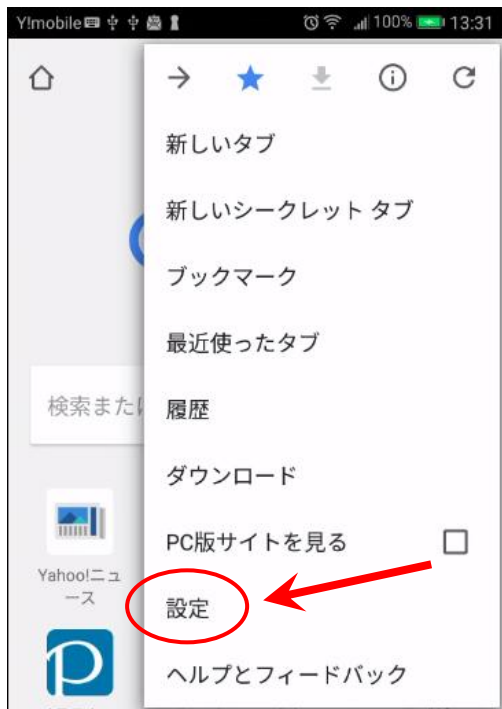 Y!mobile 100% 13:31
新しいタブ
新しいシークレット タブ
ブックマーク
最近使ったタブ
検索または
履歴
ダウンロード
PC版サイトを見る
Yahoo!ニュ
ース
設定
ヘルプとフィードバック